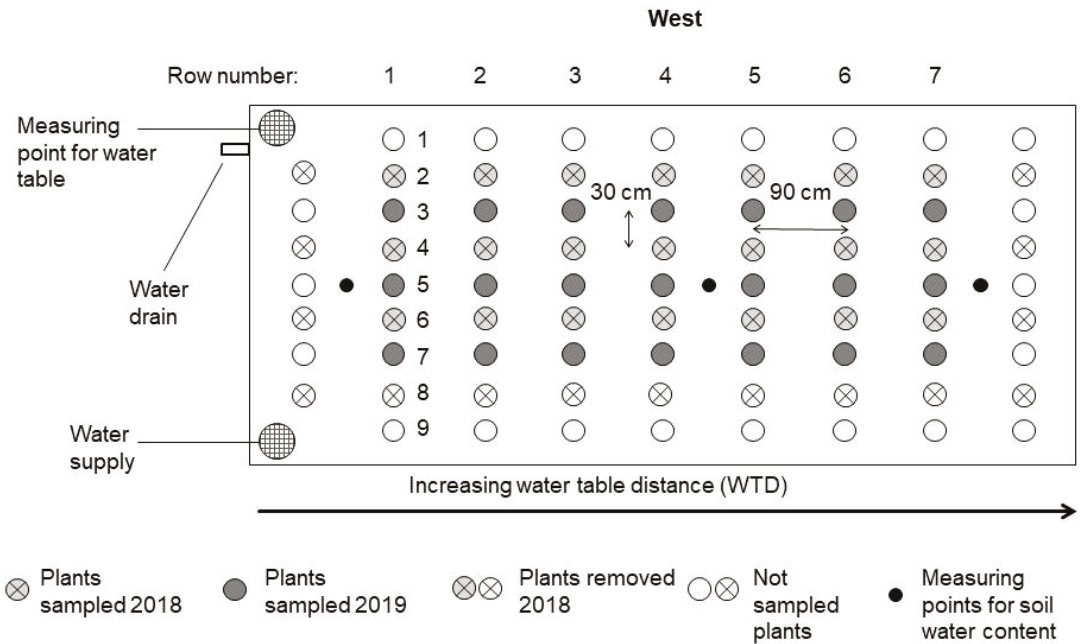 West
Row number: 1 2 3 4 5 6 7
Measuring
point for water
table
Water
drain
Water
supply
1
2
3
4
5
6
7
8
9
30 cm
90 cm
Increasing water table distance (WTD)
Plants
sampled 2018
Plants
sampled 2019
Plants removed
2018
Not
sampled
plants
Measuring
points for soil
water content